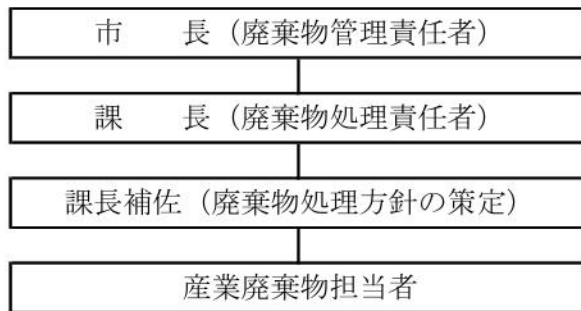 市　　長（廃棄物管理責任者）
課　　長（廃棄物処理責任者）
課長補佐（廃棄物処理方針の策定）
産業廃棄物担当者